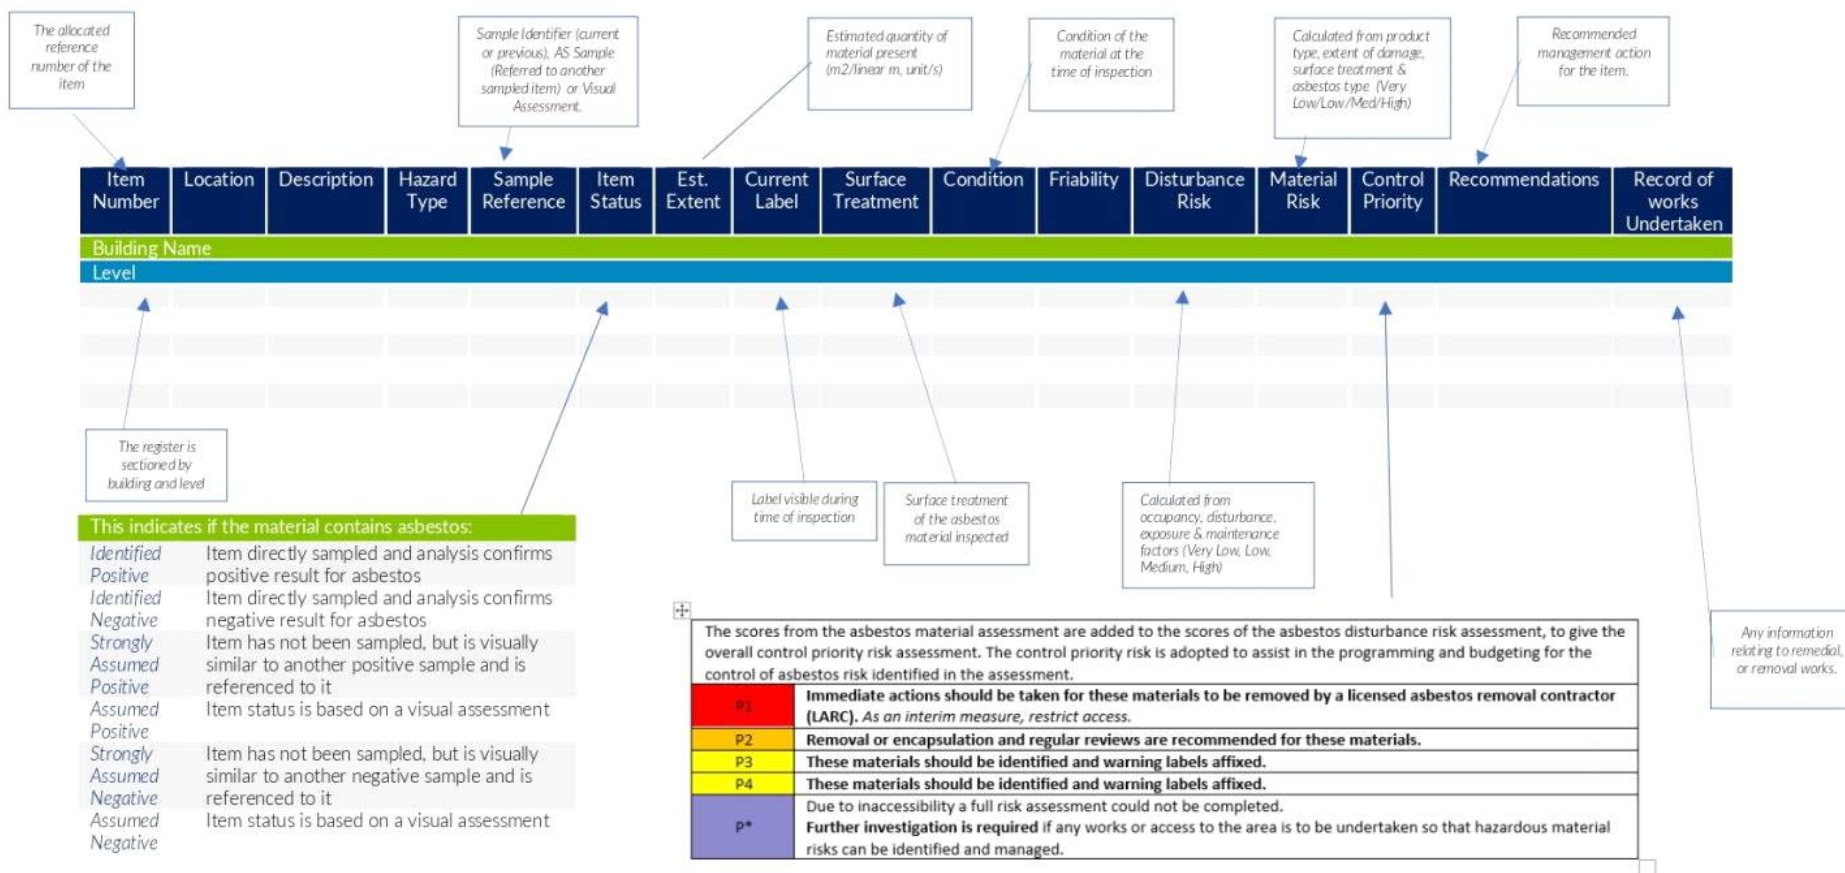 The allocated
reference
number of the
item
Sample Identifier (current
or previous), AS Sample
(Referred to another
sampled item) or Visual
Assessment.
Estimated quantity of
material present
(m2/linear m, unit/s)
Condition of the
material at the
time of inspection
Calculated from product
type, extent of damage,
surface treatment &
asbestos type (Very
Low/Low/Med/High)
Recommended
management action
for the item.
Item Number
Location
Description
Hazard Type
Sample Reference
Item Status
Est. Extent
Current Label
Surface Treatment
Condition
Friability
Disturbance Risk
Material Risk
Control Priority
Recommendations
Record of works Undertaken
Building Name
Level
The register is
sectioned by
building and level
Label visible during
time of inspection
Surface treatment
of the asbestos
material inspected
Calculated from
occupancy, disturbance,
exposure & maintenance
factors (Very Low, Low,
Medium, High)
Any information
relating to remedial,
or removal works.
This indicates if the material contains asbestos:
Identified Item directly sampled and analysis confirms
Positive positive result for asbestos
Identified Item directly sampled and analysis confirms
Negative negative result for asbestos
Strongly Item has not been sampled, but is visually
Assumed similar to another positive sample and is
Positive referenced to it
Assumed Item status is based on a visual assessment
Positive
Strongly Item has not been sampled, but is visually
Assumed similar to another negative sample and is
Negative referenced to it
Assumed Item status is based on a visual assessment
Negative
The scores from the asbestos material assessment are added to the scores of the asbestos disturbance risk assessment, to give the
overall control priority risk assessment. The control priority risk is adopted to assist in the programming and budgeting for the
control of asbestos risk identified in the assessment.
P1 Immediate actions should be taken for these materials to be removed by a licensed asbestos removal contractor
(LARC). As an interim measure, restrict access.
P2 Removal or encapsulation and regular reviews are recommended for these materials.
P3 These materials should be identified and warning labels affixed.
P4 These materials should be identified and warning labels affixed.
P* Due to inaccessibility a full risk assessment could not be completed.
Further investigation is required if any works or access to the area is to be undertaken so that hazardous material
risks can be identified and managed.